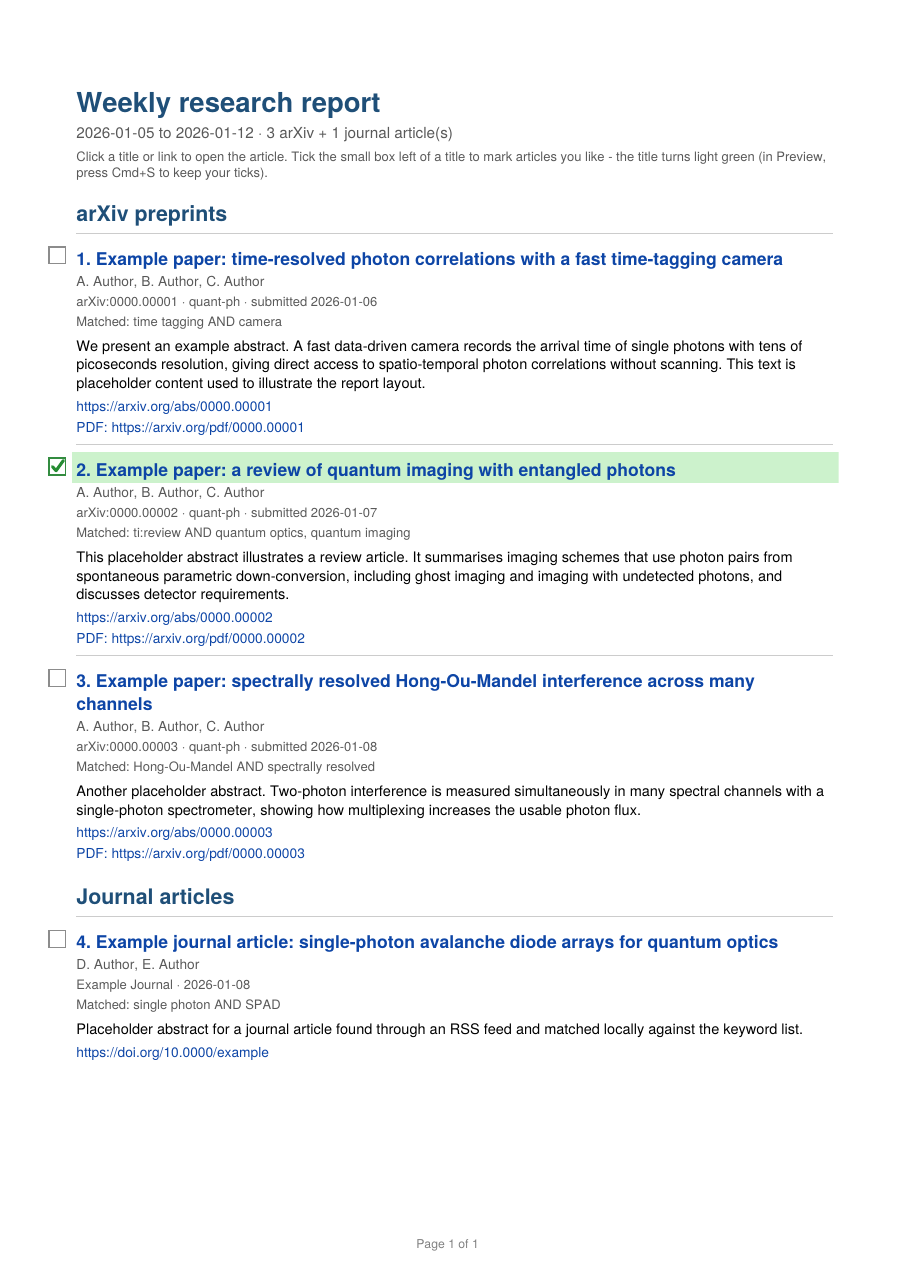 Weekly research report
2026-01-05 to 2026-01-12 · 3 arXiv + 1 journal article(s)
Click a title or link to open the article. Tick the small box left of a title to mark articles you like - the title turns light green (in Preview,
press Cmd+S to keep your ticks).
arXiv preprints
1. Example paper: time-resolved photon correlations with a fast time-tagging camera
A. Author, B. Author, C. Author
arXiv:0000.00001 · quant-ph · submitted 2026-01-06
Matched: time tagging AND camera
We present an example abstract. A fast data-driven camera records the arrival time of single photons with tens of
picoseconds resolution, giving direct access to spatio-temporal photon correlations without scanning. This text is
placeholder content used to illustrate the report layout.
https://arxiv.org/abs/0000.00001
PDF: https://arxiv.org/pdf/0000.00001
2. Example paper: a review of quantum imaging with entangled photons
A. Author, B. Author, C. Author
arXiv:0000.00002 · quant-ph · submitted 2026-01-07
Matched: ti:review AND quantum optics, quantum imaging
This placeholder abstract illustrates a review article. It summarises imaging schemes that use photon pairs from
spontaneous parametric down-conversion, including ghost imaging and imaging with undetected photons, and
discusses detector requirements.
https://arxiv.org/abs/0000.00002
PDF: https://arxiv.org/pdf/0000.00002
3. Example paper: spectrally resolved Hong-Ou-Mandel interference across many
channels
A. Author, B. Author, C. Author
arXiv:0000.00003 · quant-ph · submitted 2026-01-08
Matched: Hong-Ou-Mandel AND spectrally resolved
Another placeholder abstract. Two-photon interference is measured simultaneously in many spectral channels with a
single-photon spectrometer, showing how multiplexing increases the usable photon flux.
https://arxiv.org/abs/0000.00003
PDF: https://arxiv.org/pdf/0000.00003
Journal articles
4. Example journal article: single-photon avalanche diode arrays for quantum optics
D. Author, E. Author
Example Journal · 2026-01-08
Matched: single photon AND SPAD
Placeholder abstract for a journal article found through an RSS feed and matched locally against the keyword list.
https://doi.org/10.0000/example
Page 1 of 1